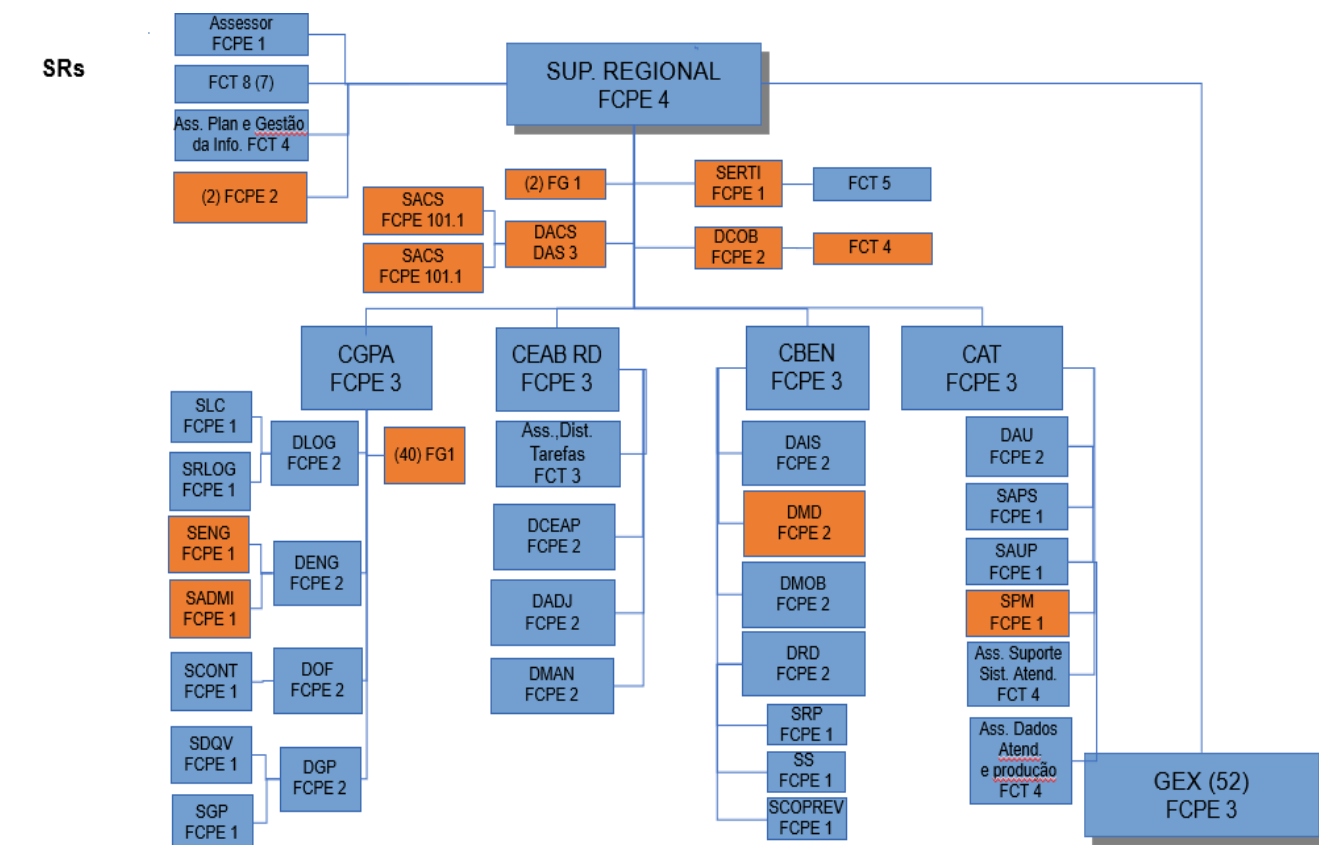 SRs
Assessor
FCPE 1
FCT 8 (7)
Ass. Plan e Gestão
da Info. FCT 4
(2) FCPE 2
SUP. REGIONAL
FCPE 4
(2) FG 1
SERTI
FCPE 1
FCT 5
SACS
FCPE 101.1
SACS
FCPE 101.1
DACS
DAS 3
DCOB
FCPE 2
FCT 4
CGPA
FCPE 3
CEAB RD
FCPE 3
CBEN
FCPE 3
CAT
FCPE 3
SLC
FCPE 1
SRLOG
FCPE 1
DLOG
FCPE 2
(40) FG1
SENG
FCPE 1
SADMI
FCPE 1
DENG
FCPE 2
SCONT
FCPE 1
DOF
FCPE 2
SDQV
FCPE 1
SGP
FCPE 1
DGP
FCPE 2
Ass.,Dist.
Tarefas
FCT 3
DCEAP
FCPE 2
DADJ
FCPE 2
DMAN
FCPE 2
DAIS
FCPE 2
DMD
FCPE 2
DMOB
FCPE 2
DRD
FCPE 2
SRP
FCPE 1
SS
FCPE 1
SCOPREV
FCPE 1
DAU
FCPE 2
SAPS
FCPE 1
SAUP
FCPE 1
SPM
FCPE 1
Ass. Suporte
Sist. Atend.
FCT 4
Ass. Dados
Atend.
e produção
FCT 4
GEX (52)
FCPE 3